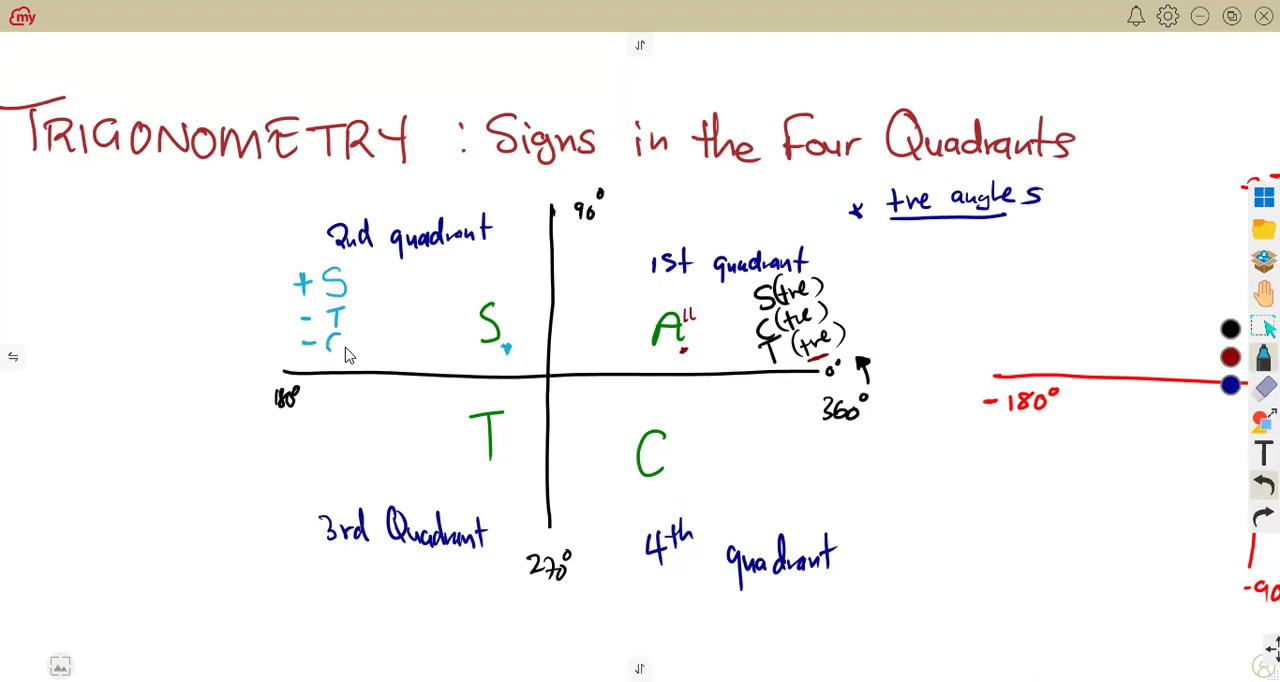 my
TRIGONOMETRY : Signs in the Four Quadrants
* +ve angles
90°
2nd quadrant
1st quadrant
+ S
- T
- C
S
A"
S (+ve)
C (+ve)
T (+ve)
0°
180°
360°
-180°
T
C
3rd Quadrant
4th quadrant
270°
-90
T